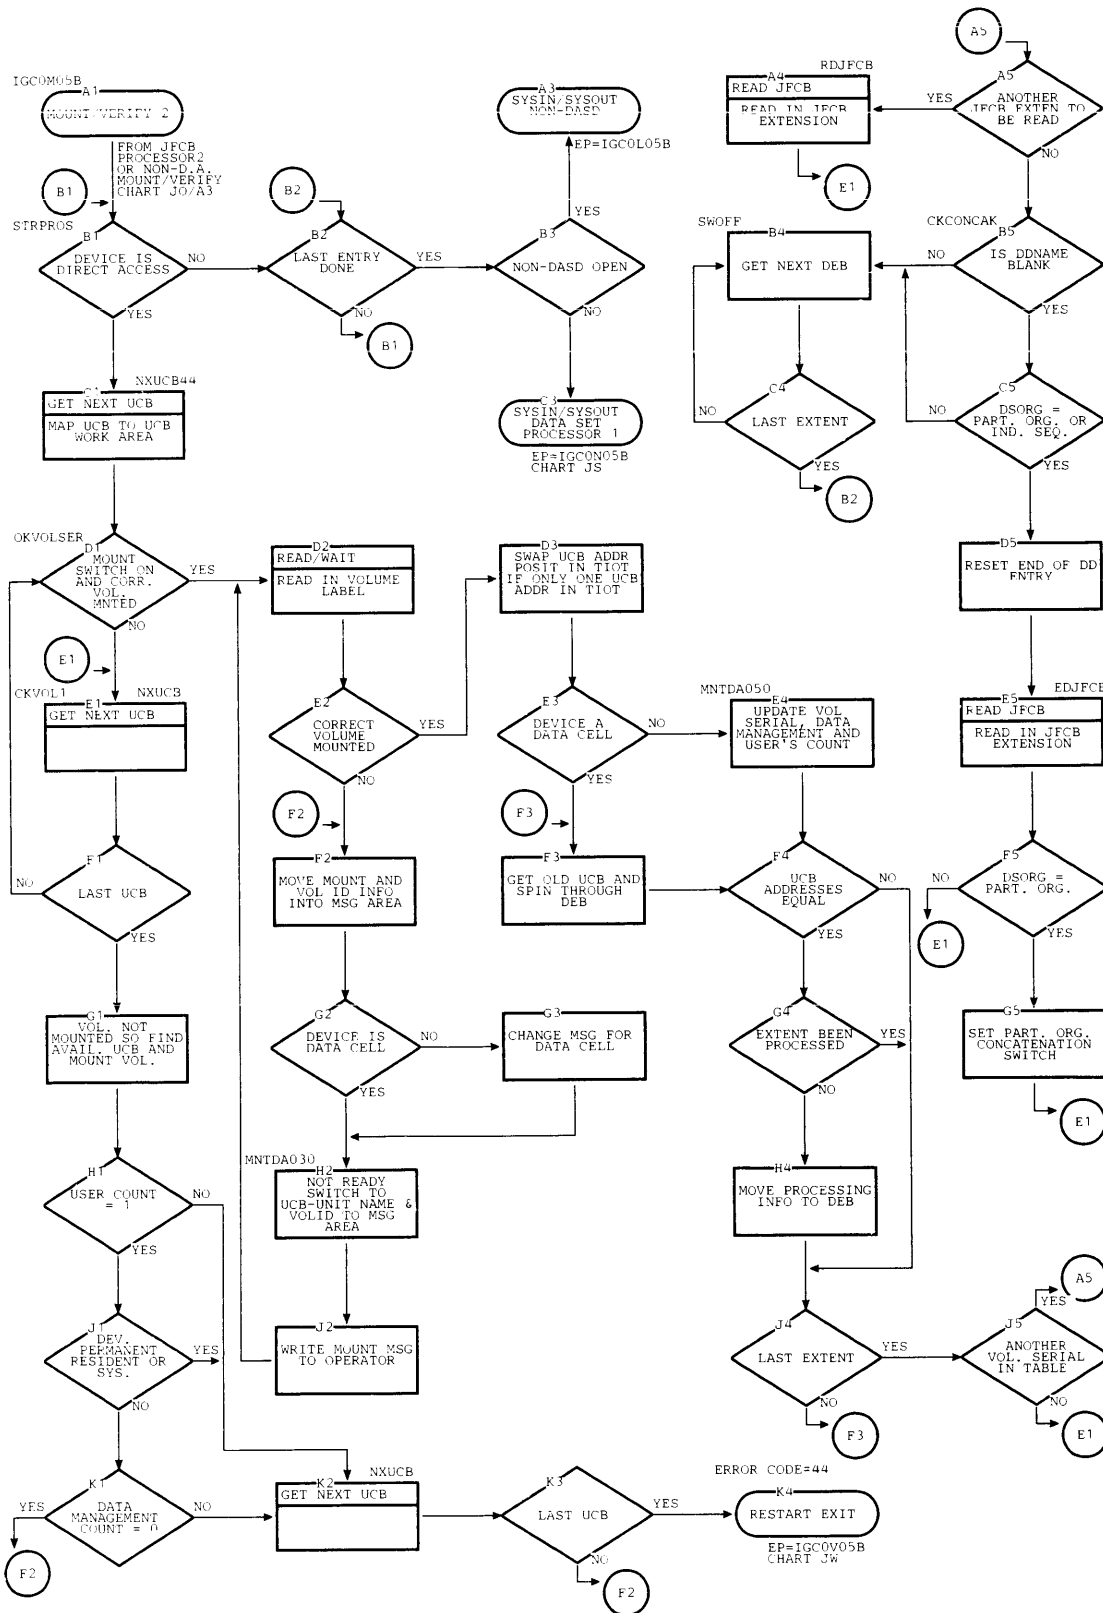 IGC0M05B
A1
MOUNT/VERIFY 2
FROM JFCB
PROCESSOR2
OR NON-D.A.
MOUNT/VERIFY
CHART JO/A3
B1
STRPROS
B1
DEVICE IS
DIRECT ACCESS
NO
YES
B2
B2
LAST ENTRY
DONE
YES
NO
B1
A3
SYSIN/SYSOUT
NON-DASD
EP=IGC0L05B
YES
B3
NON-DASD OPEN
NO
C3
SYSIN/SYSOUT
DATA SET
PROCESSOR 1
EP=IGC0N05B
CHART JS
RDJFCB
A4
READ JFCB
READ IN JFCB
EXTENSION
E1
A5
A5
ANOTHER
JFCB EXTEN TO
BE READ
YES
NO
SWOFF
B4
GET NEXT DEB
CKCONCAK
B5
IS DDNAME
BLANK
NO
YES
C4
LAST EXTENT
NO
YES
B2
C5
DSORG =
PART. ORG. OR
IND. SEQ.
NO
YES
NXUCB44
C1
GET NEXT UCB
MAP UCB TO UCB
WORK AREA
OKVOLSER
D1
MOUNT
SWITCH ON
AND CORR.
VOL.
MNTED
YES
NO
D2
READ/WAIT
READ IN VOLUME
LABEL
D3
SWAP UCB ADDR
POSIT IN TIOT
IF ONLY ONE UCB
ADDR IN TIOT
D5
RESET END OF DD
ENTRY
E1
CKVOL1
NXUCB
E1
GET NEXT UCB
E2
CORRECT
VOLUME
MOUNTED
YES
NO
E3
DEVICE A
DATA CELL
NO
YES
MNTDA050
E4
UPDATE VOL
SERIAL, DATA
MANAGEMENT AND
USER'S COUNT
EDJFCB
E5
READ JFCB
READ IN JFCB
EXTENSION
F2
F3
F1
LAST UCB
NO
YES
F2
MOVE MOUNT AND
VOL ID INFO
INTO MSG AREA
F3
GET OLD UCB AND
SPIN THROUGH
DEB
F4
UCB
ADDRESSES
EQUAL
NO
YES
F5
DSORG =
PART. ORG.
NO
YES
E1
G1
VOL. NOT
MOUNTED SO FIND
AVAIL. UCB AND
MOUNT VOL.
G2
DEVICE IS
DATA CELL
NO
YES
G3
CHANGE MSG FOR
DATA CELL
G4
EXTENT BEEN
PROCESSED
YES
NO
G5
SET PART. ORG.
CONCATENATION
SWITCH
E1
H1
USER COUNT
= 1
NO
YES
MNTDA030
H2
NOT READY
SWITCH TO
UCB-UNIT NAME &
VOLID TO MSG
AREA
H4
MOVE PROCESSING
INFO TO DEB
J1
DEV.
PERMANENT
RESIDENT OR
SYS.
YES
NO
J2
WRITE MOUNT MSG
TO OPERATOR
J4
LAST EXTENT
YES
NO
F3
A5
YES
J5
ANOTHER
VOL. SERIAL
IN TABLE
NO
E1
K1
DATA
MANAGEMENT
COUNT = 0
YES
NO
F2
NXUCB
K2
GET NEXT UCB
K3
LAST UCB
YES
NO
F2
ERROR CODE=44
K4
RESTART EXIT
EP=IGC0V05B
CHART JW